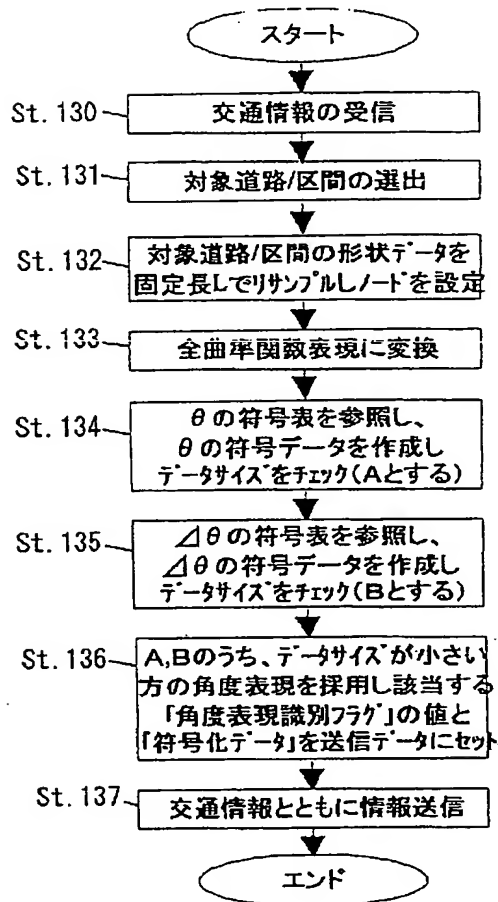 スタート
St. 130
交通情報の受信
St. 131
対象道路/区間の選出
St. 132
対象道路/区間の形状データを
固定長Lでリサンプルしノードを設定
St. 133
全曲率関数表現に変換
St. 134
θの符号表を参照し、
θの符号データを作成し
データサイズをチェック(Aとする)
St. 135
⊿θの符号表を参照し、
⊿θの符号データを作成し
データサイズをチェック(Bとする)
St. 136
A,Bのうち、データサイズが小さい
方の角度表現を採用し該当する
「角度表現識別フラグ」の値と
「符号化データ」を送信データにセット
St. 137
交通情報とともに情報送信
エンド